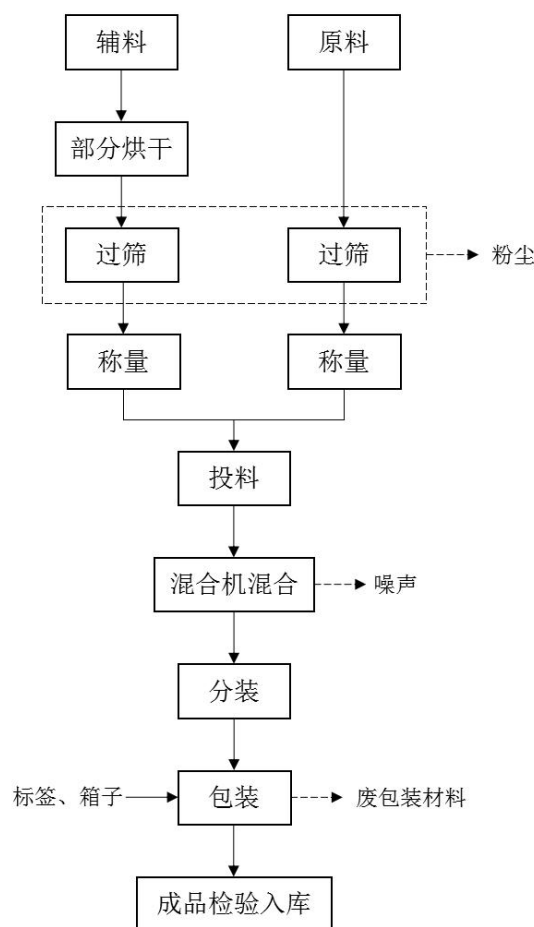 辅料
原料
部分烘干
过筛
过筛
粉尘
称量
称量
投料
混合机混合
噪声
分装
标签、箱子
包装
废包装材料
成品检验入库